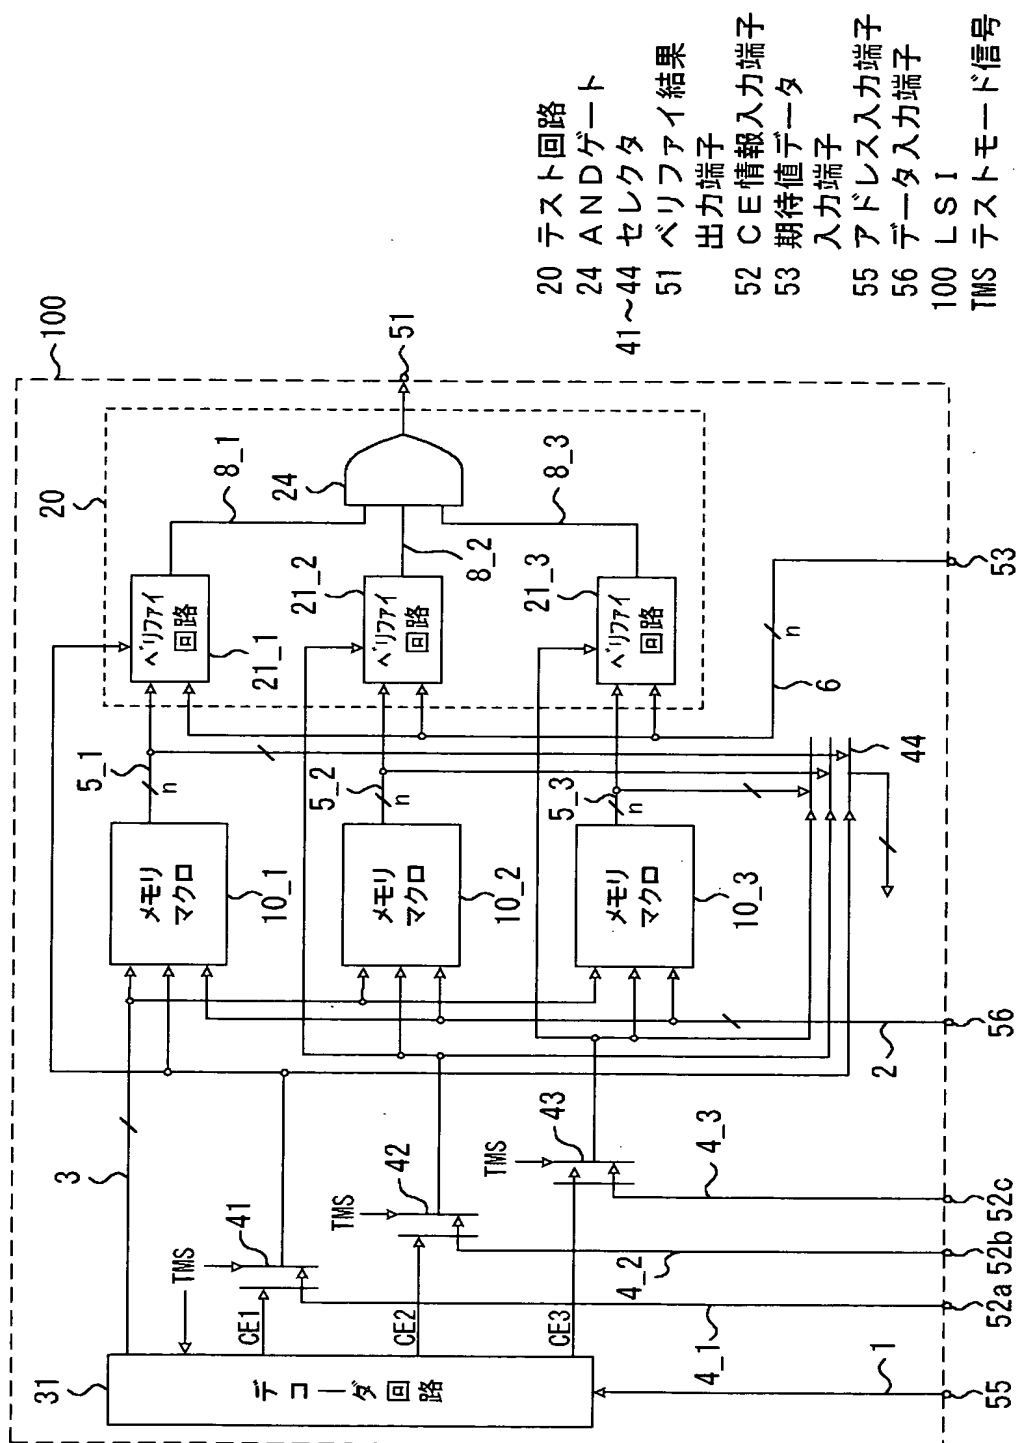 100
20
51
8_1
24
8_2
8_3
ベリファイ
回路
21_1
ベリファイ
回路
21_2
ベリファイ
回路
21_3
53
n
6
5_1
n
5_2
n
5_3
n
44
メモリ
マクロ
10_1
メモリ
マクロ
10_2
メモリ
マクロ
10_3
56
2
3
TMS
41
TMS
42
TMS
43
4_3
52c
4_2
52b
4_1
52a
CE1
CE2
CE3
31
デコーダ回路
1
55
20 テスト回路
24 ANDゲート
41~44 セレクタ
51 ベリファイ結果
出力端子
52 CE情報入力端子
53 期待値データ
入力端子
55 アドレス入力端子
56 データ入力端子
100 LSI
TMS テストモード信号